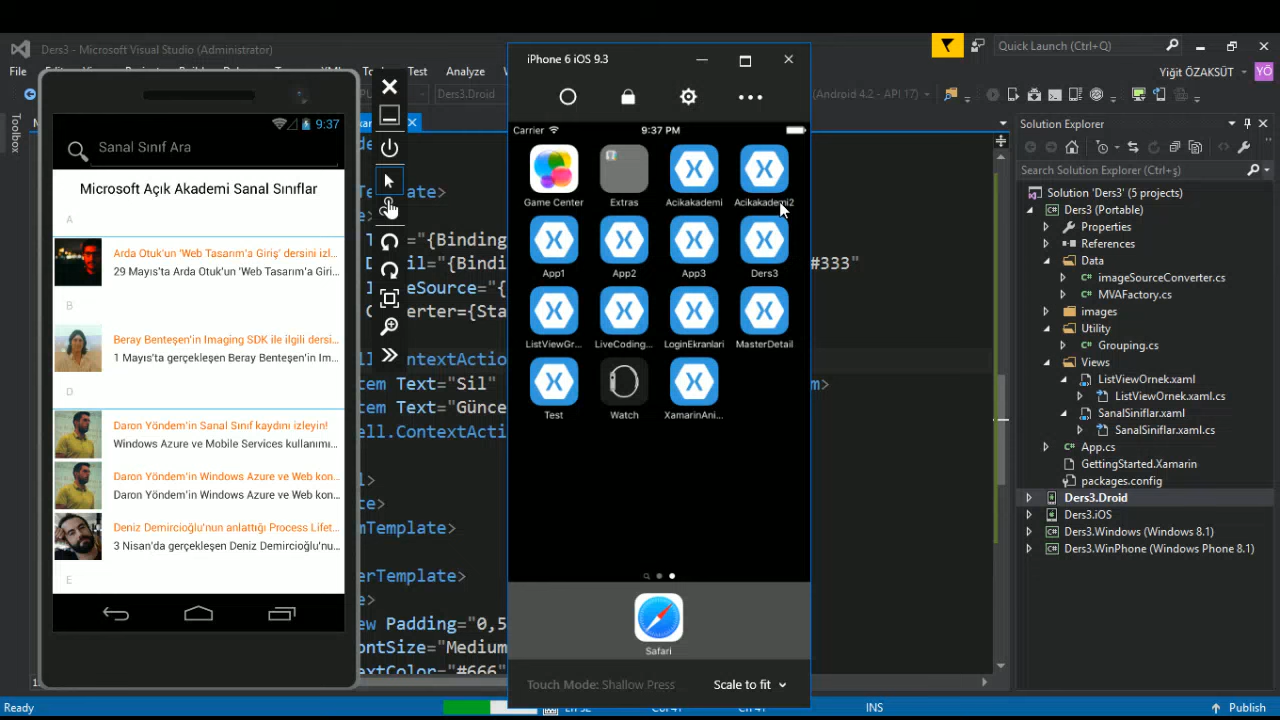 Ders3 - Microsoft Visual Studio (Administrator)
Quick Launch (Ctrl+Q)
File
Test
Analyze
Yiğit ÖZAKSÜT
YÖ
Ders3.Droid
(Android 4.2 - API 17)
Toolbox
9:37
Sanal Sınıf Ara
Microsoft Açık Akademi Sanal Sınıflar
A
Arda Otuk'un 'Web Tasarım'a Giriş' dersini izl...
29 Mayıs'ta Arda Otuk'un 'Web Tasarım'a Giri...
B
Beray Benteşen'in Imaging SDK ile ilgili dersi...
1 Mayıs'ta gerçekleşen Beray Benteşen'in Im...
D
Daron Yöndem'in Sanal Sınıf kaydını izleyin!
Windows Azure ve Mobile Services kullanımı...
Daron Yöndem'in Windows Azure ve Web kon...
Daron Yöndem'in Windows Azure ve Web kon...
Deniz Demircioğlu'nun anlattığı Process Lifet...
3 Nisan'da gerçekleşen Deniz Demircioğlu'nu...
E
="{Binding
="{Bindi
#333"
eSource="{
Converter={Sta
ll.ContextActio
tem Text="Sil"
m>
tem Text="Günce
ell.ContextActi
emTemplate>
erTemplate>
ew Padding="0,5
ontSize="Medium
extColor="#666"
iPhone 6 iOS 9.3
Carrier
9:37 PM
Game Center
Extras
Acikakademi
Acikakademi2
App1
App2
App3
Ders3
ListViewGr...
LiveCoding...
LoginEkranlari
MasterDetail
Test
Watch
XamarinAni...
Safari
Touch Mode: Shallow Press
Scale to fit
Solution Explorer
Search Solution Explorer (Ctrl+Ğ)
Solution 'Ders3' (5 projects)
Ders3 (Portable)
Properties
References
Data
imageSourceConverter.cs
MVAFactory.cs
images
Utility
Grouping.cs
Views
ListViewOrnek.xaml
ListViewOrnek.xaml.cs
SanalSiniflar.xaml
SanalSiniflar.xaml.cs
App.cs
GettingStarted.Xamarin
packages.config
Ders3.Droid
Ders3.iOS
Ders3.Windows (Windows 8.1)
Ders3.WinPhone (Windows Phone 8.1)
Ready
INS
Publish